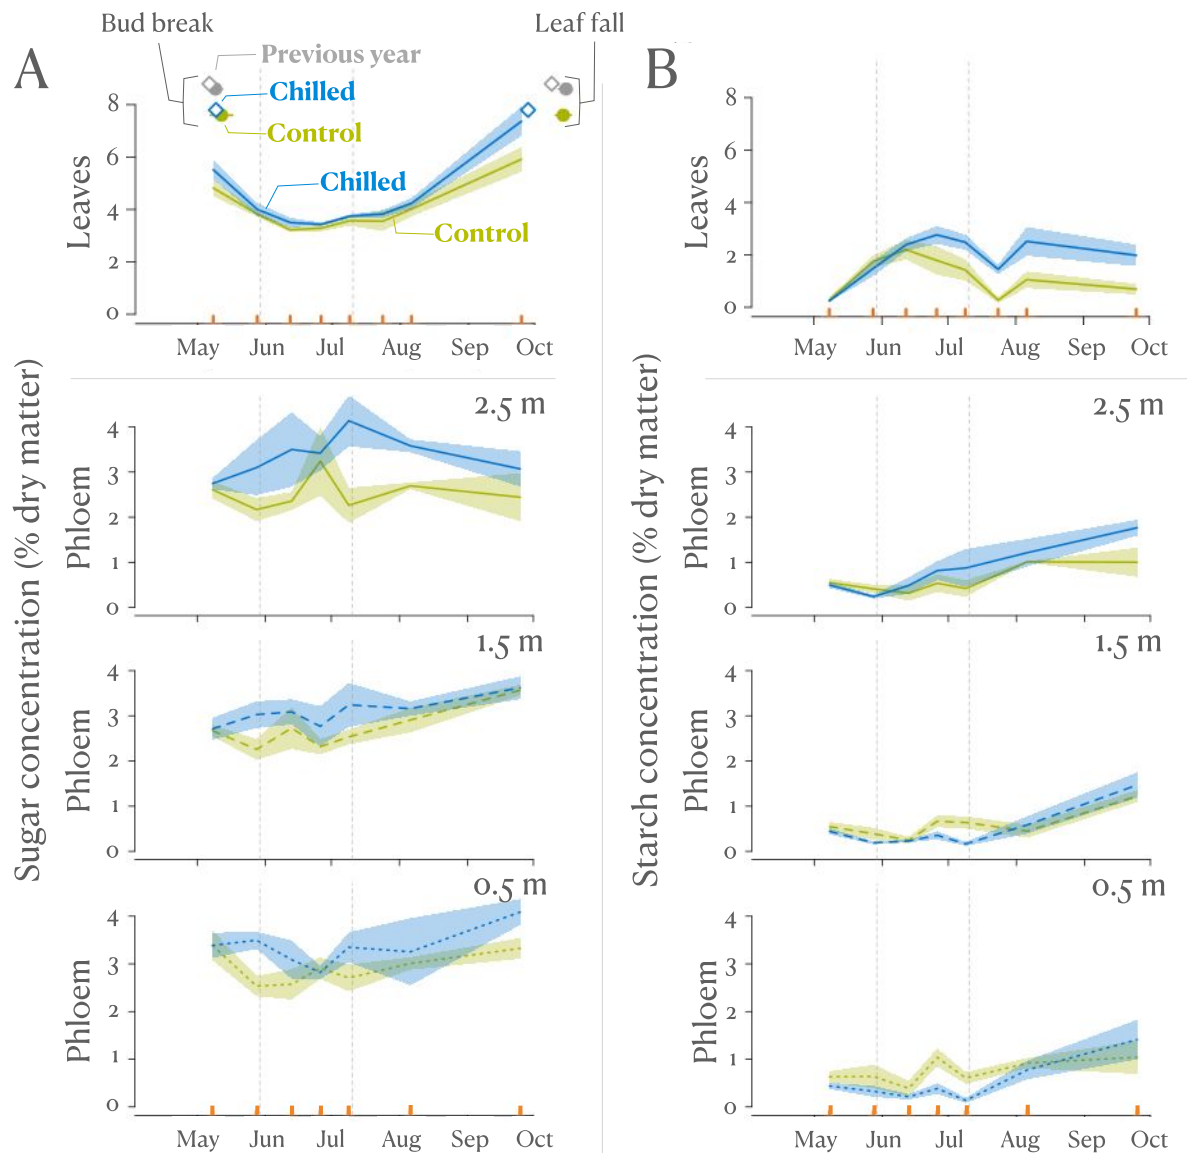 Bud break
Leaf fall
A
B
Previous year
Chilled
Control
Chilled
Control
Leaves
8
6
4
2
0
May Jun Jul Aug Sep Oct
Leaves
8
6
4
2
0
May Jun Jul Aug Sep Oct
Sugar concentration (% dry matter)
Starch concentration (% dry matter)
2.5 m
Phloem
4
3
2
1
0
2.5 m
Phloem
4
3
2
1
0
1.5 m
Phloem
4
3
2
1
0
1.5 m
Phloem
4
3
2
1
0
0.5 m
Phloem
4
3
2
1
0
May Jun Jul Aug Sep Oct
0.5 m
Phloem
4
3
2
1
0
May Jun Jul Aug Sep Oct